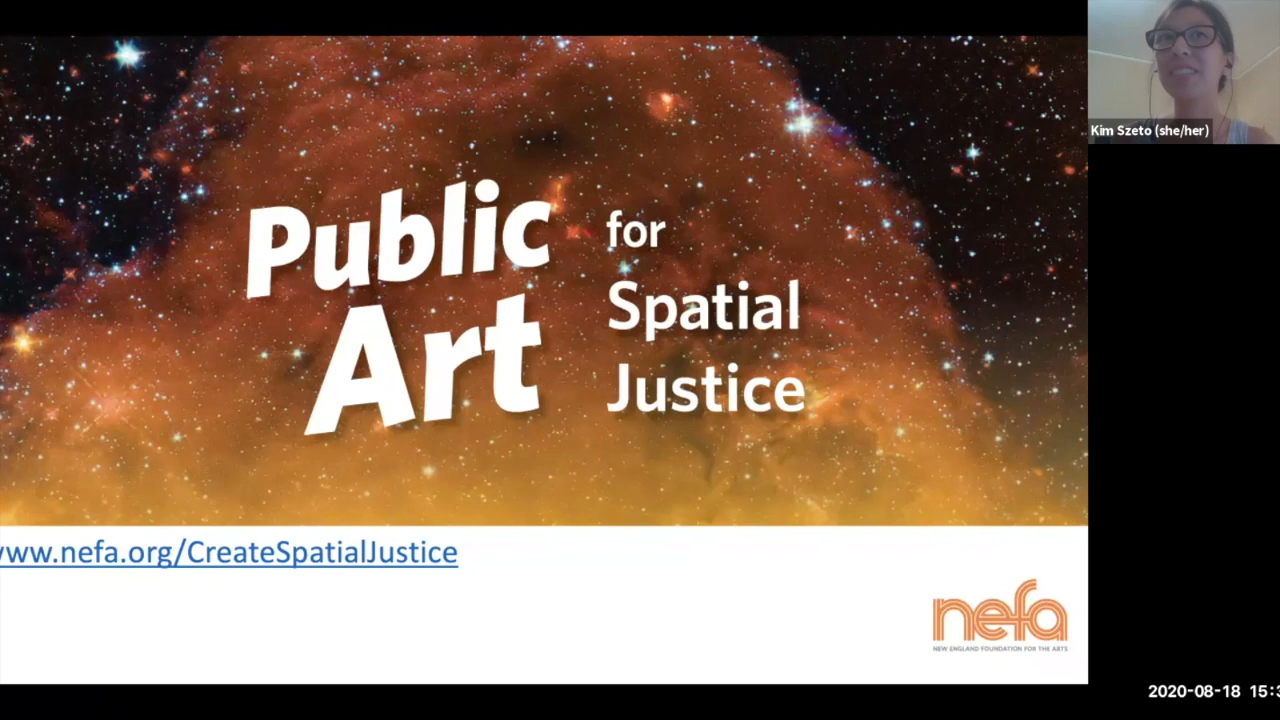 Public
Art
for
Spatial
Justice
www.nefa.org/CreateSpatialJustice
nefa
NEW ENGLAND FOUNDATION FOR THE ARTS
Kim Szeto (she/her)
2020-08-18 15:3